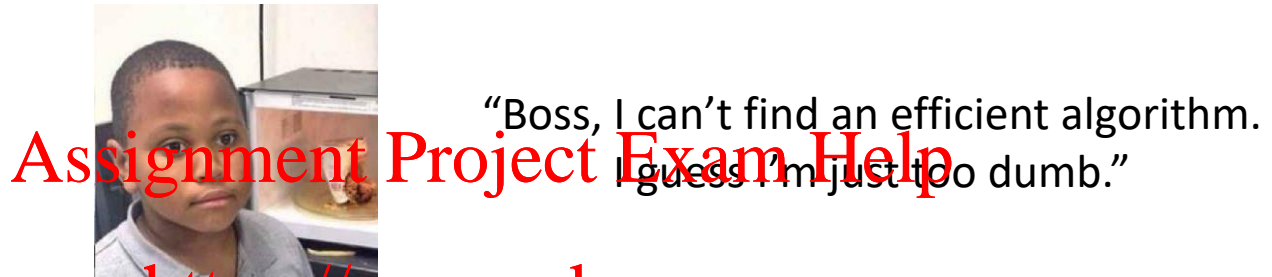 “Boss, I can’t find an efficient algorithm.
Assignment Project Exam Help
I guess I’m just too dumb.”